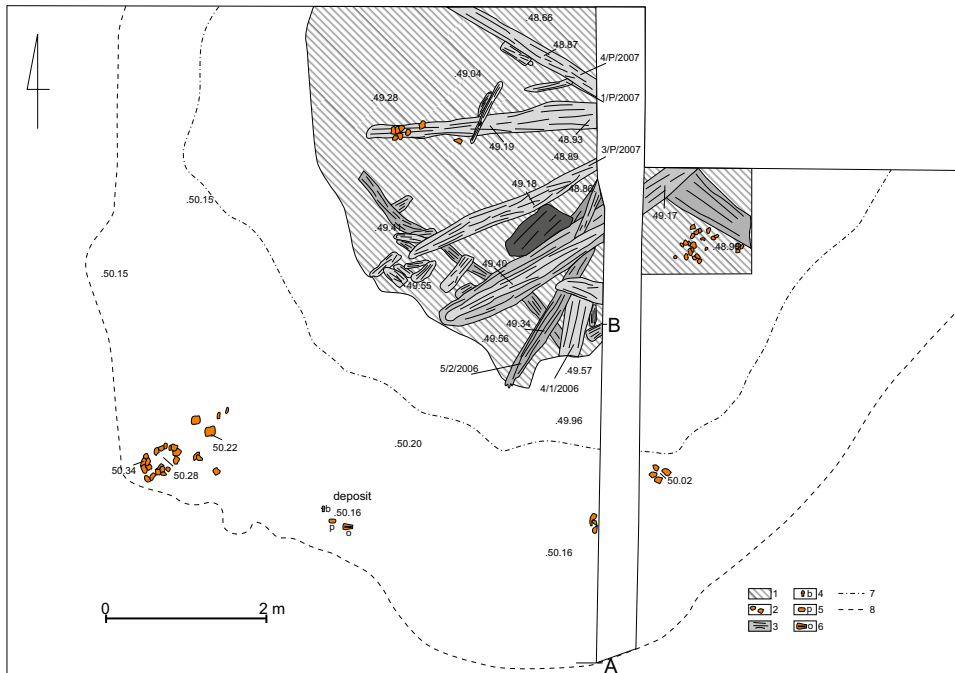 .48.66
.48.87
4/P/2007
.49.04
.49.28
1/P/2007
48.93
49.19
3/P/2007
.48.89
49.18
.48.86
.50.15
49.17
.49.41
.48.99
.50.15
49.40
.49.55
49.34
B
.49.56
5/2/2006
.49.57
4/1/2006
.49.96
.50.20
50.22
50.34
50.28
50.02
deposit
b
.50.16
p
o
.50.16
0 2 m
1 b 4 7
2 p 5 8
3 o 6
A